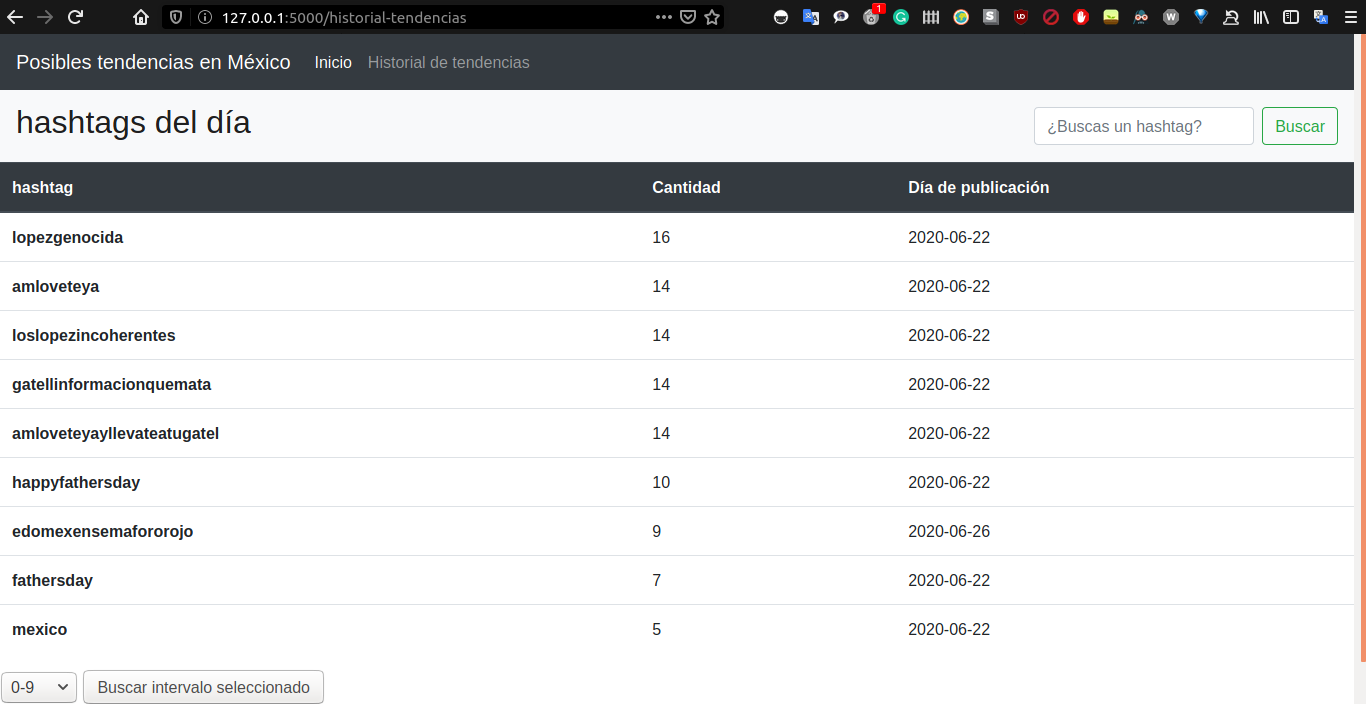 127.0.0.1:5000/historial-tendencias
1
Posibles tendencias en México Inicio Historial de tendencias
hashtags del día ¿Buscas un hashtag? Buscar
hashtag Cantidad Día de publicación
lopezgenocida 16 2020-06-22
amloveteya 14 2020-06-22
loslopezincoherentes 14 2020-06-22
gatellinformacionquemata 14 2020-06-22
amloveteyayllevateatugatel 14 2020-06-22
happyfathersday 10 2020-06-22
edomexensemafororojo 9 2020-06-26
fathersday 7 2020-06-22
mexico 5 2020-06-22
0-9 Buscar intervalo seleccionado